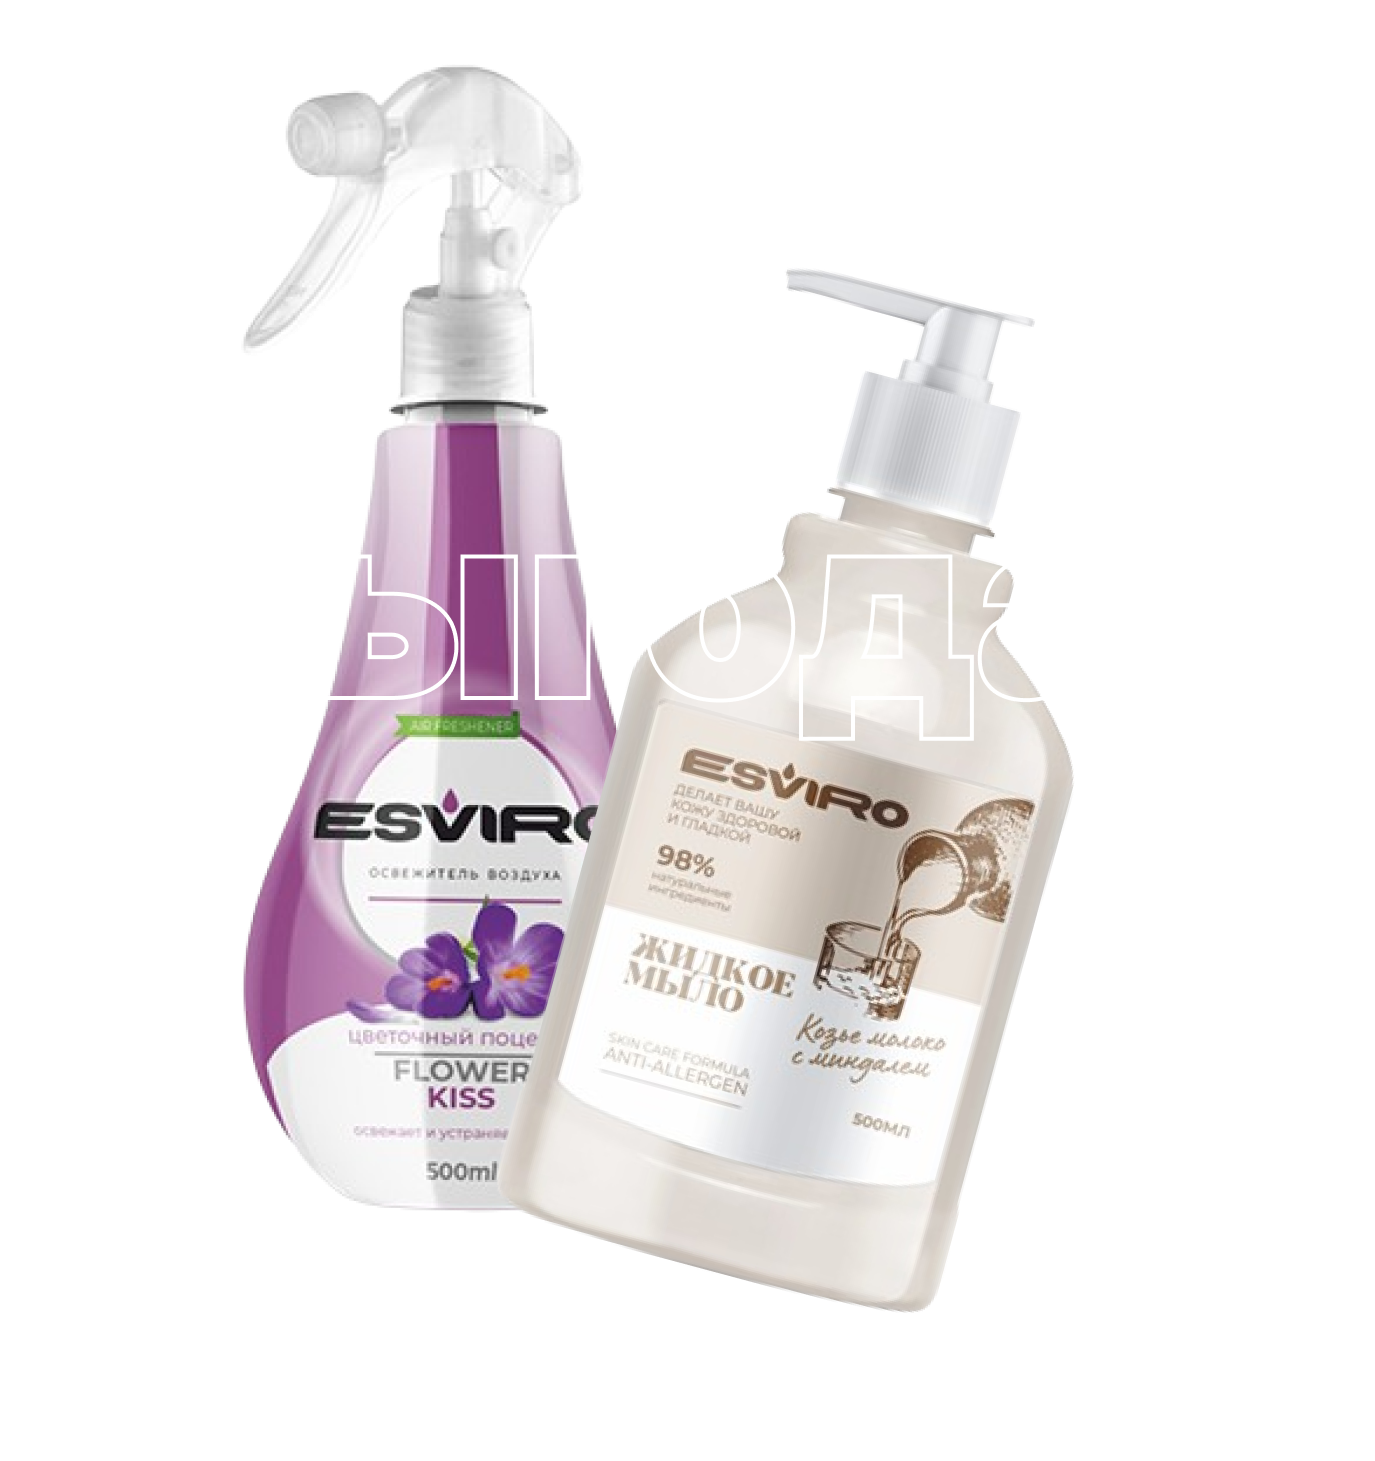 ыгода
AIR FRESHENER
ESVIRO
ОСВЕЖИТЕЛЬ ВОЗДУХА
цветочный поце
FLOWER
KISS
освежает и устраняе
500ml
ESVIRO
ДЕЛАЕТ ВАШУ
КОЖУ ЗДОРОВОЙ
И ГЛАДКОЙ
98%
натуральные
ингредиенты
ЖИДКОЕ
МЫЛО
Козье молоко
с миндалем
SKIN CARE FORMULA
ANTI-ALLERGEN
500МЛ